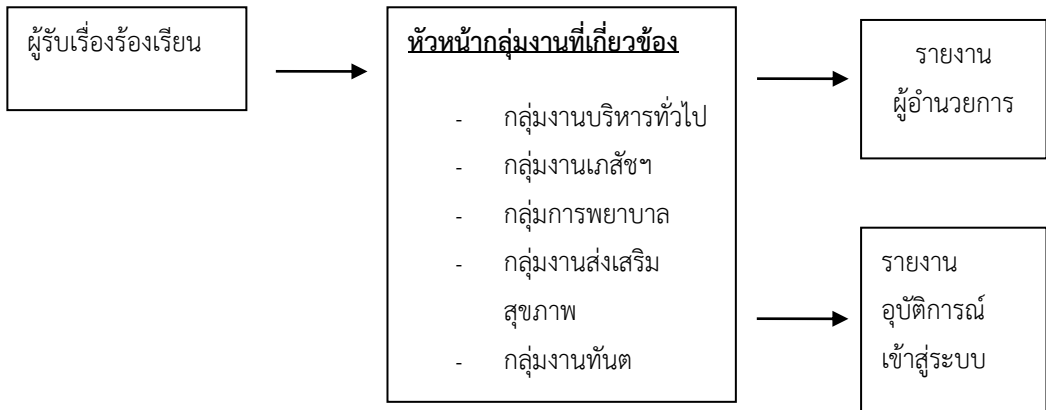 ผู้รับเรื่องร้องเรียน
หัวหน้ากลุ่มงานที่เกี่ยวข้อง
- กลุ่มงานบริหารทั่วไป
- กลุ่มงานเภสัชฯ
- กลุ่มการพยาบาล
- กลุ่มงานส่งเสริม
สุขภาพ
- กลุ่มงานทันต
รายงาน
ผู้อำนวยการ
รายงาน
อุบัติการณ์
เข้าสู่ระบบ